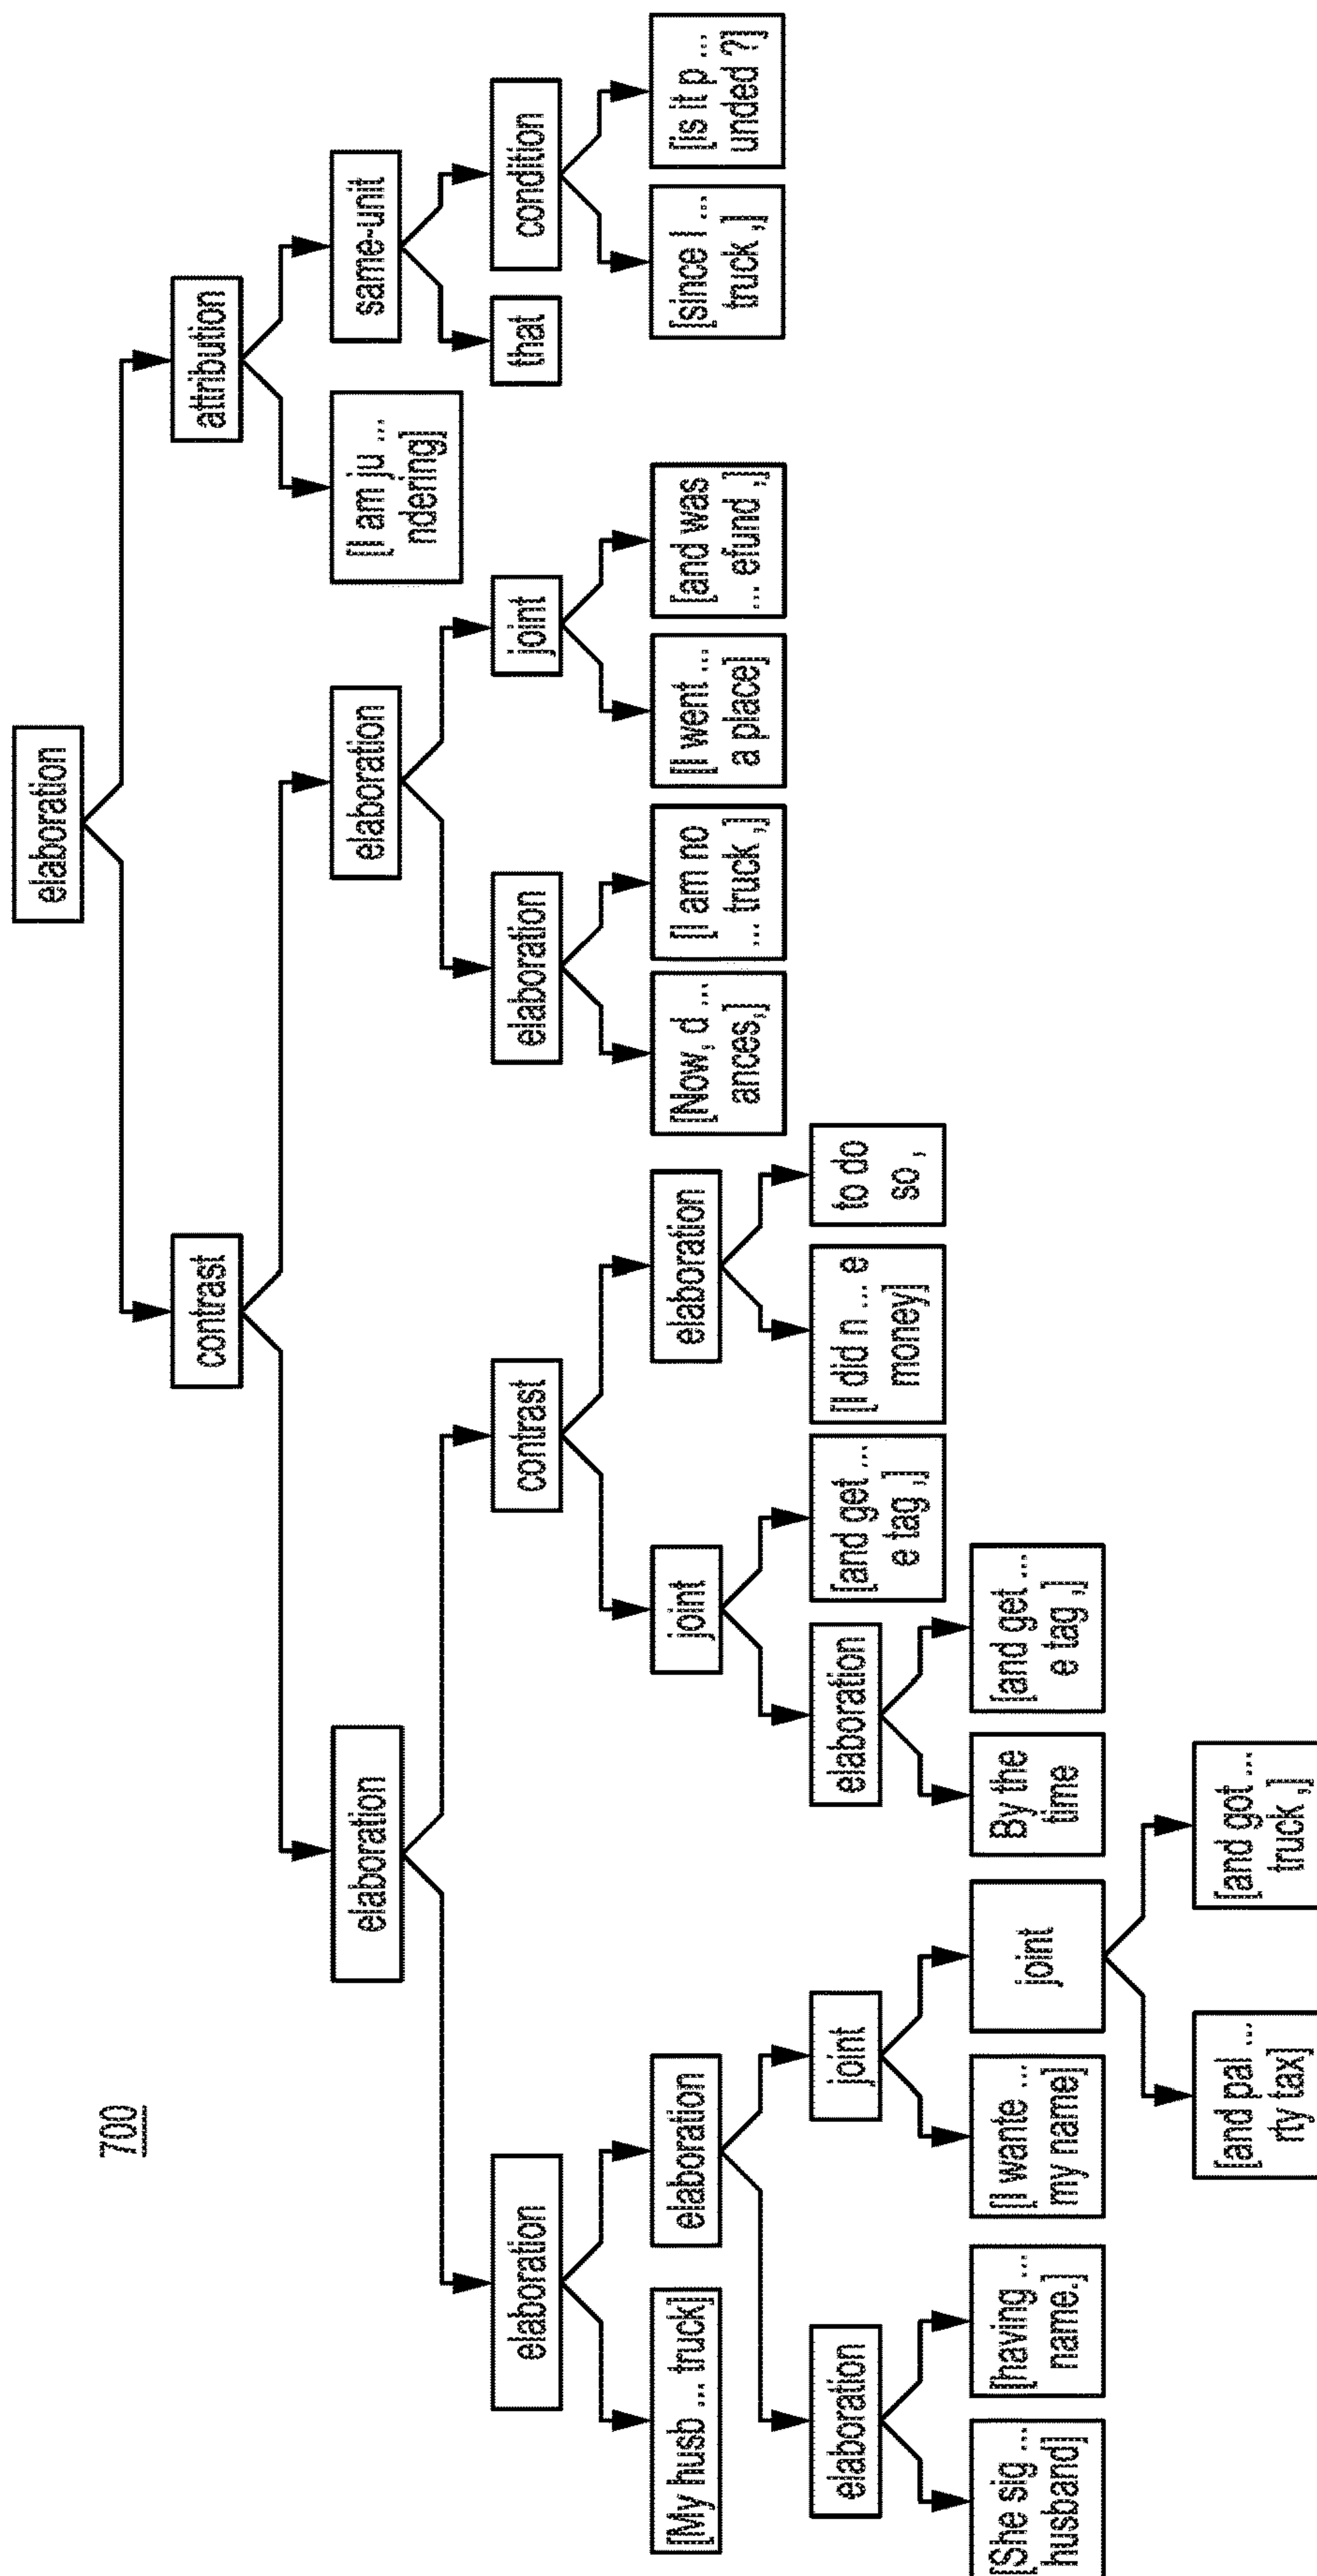 700
elaboration
contrast
attribution
elaboration
elaboration
[I am ju ...
ndering]
same-unit
elaboration
contrast
elaboration
joint
that
condition
[My husb ... truck]
elaboration
joint
elaboration
[Now, d ...
ances,]
[I am no
... truck ,]
[I went ...
a place]
[and was
... efund ,]
[since I ...
truck ,]
[is it p ...
unded ?]
elaboration
joint
elaboration
[and get ...
e tag ,]
[I did n ... e
money]
to do
so ,
[She sig ...
husband]
[having ...
name.]
[I wante ...
my name]
joint
By the
time
[and get ...
e tag ,]
[and pal ...
rty tax]
[and got ...
truck ,]